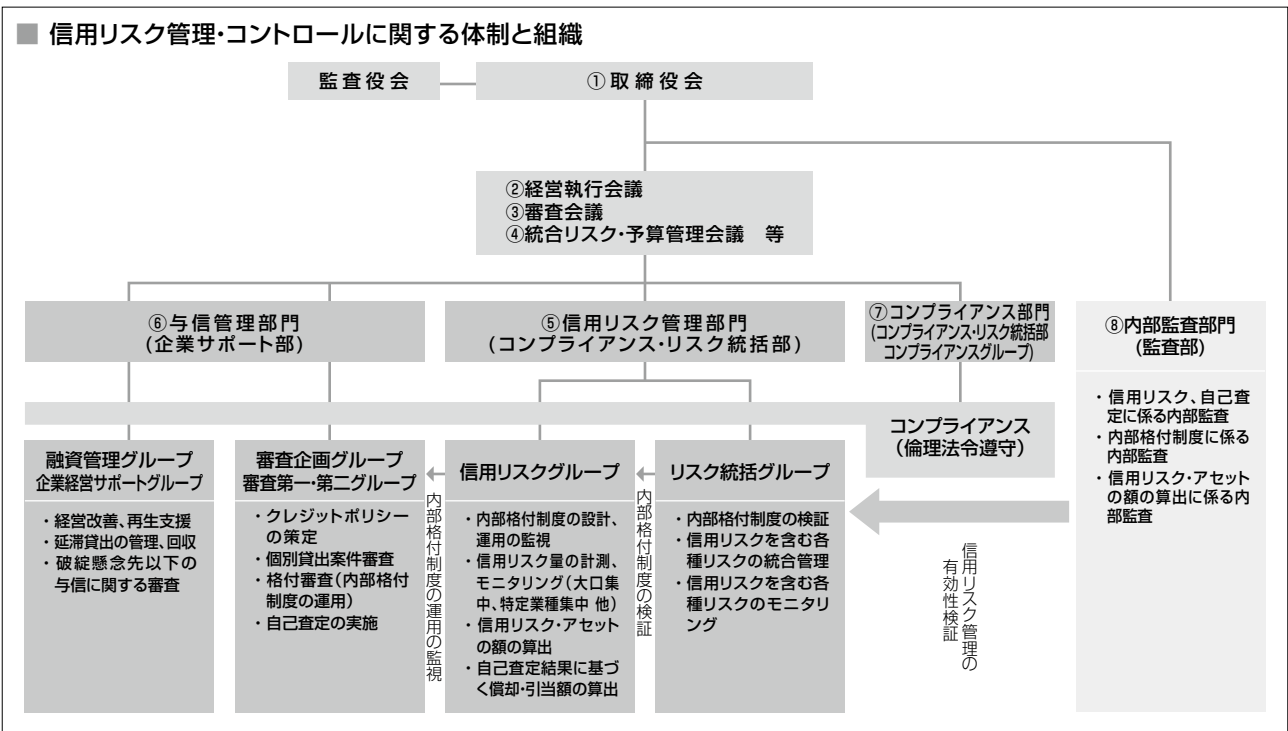 ■ 信用リスク管理・コントロールに関する体制と組織
監査役会
①取締役会
②経営執行会議
③審査会議
④統合リスク・予算管理会議 等
⑥与信管理部門
(企業サポート部)
⑤信用リスク管理部門
(コンプライアンス・リスク統括部)
⑦コンプライアンス部門
(コンプライアンス・リスク統括部
コンプライアンスグループ)
⑧内部監査部門
(監査部)
・信用リスク、自己査
定に係る内部監査
・内部格付制度に係る
内部監査
・信用リスク・アセット
の額の算出に係る内
部監査
コンプライアンス
(倫理法令遵守)
融資管理グループ
企業経営サポートグループ
・経営改善、再生支援
・延滞貸出の管理、回収
・破綻懸念先以下の
与信に関する審査
審査企画グループ
審査第一・第二グループ
・クレジットポリシー
の策定
・個別貸出案件審査
・格付審査(内部格付
制度の運用)
・自己査定の実施
内部格付制度の運用の監視
信用リスクグループ
・内部格付制度の設計、
運用の監視
・信用リスク量の計測、
モニタリング(大口集
中、特定業種集中 他)
・信用リスク・アセット
の額の算出
・自己査定結果に基づ
く償却・引当額の算出
内部格付制度の検証
リスク統括グループ
・内部格付制度の検証
・信用リスクを含む各
種リスクの統合管理
・信用リスクを含む各
種リスクのモニタリ
ング
信用リスク管理の
有効性検証